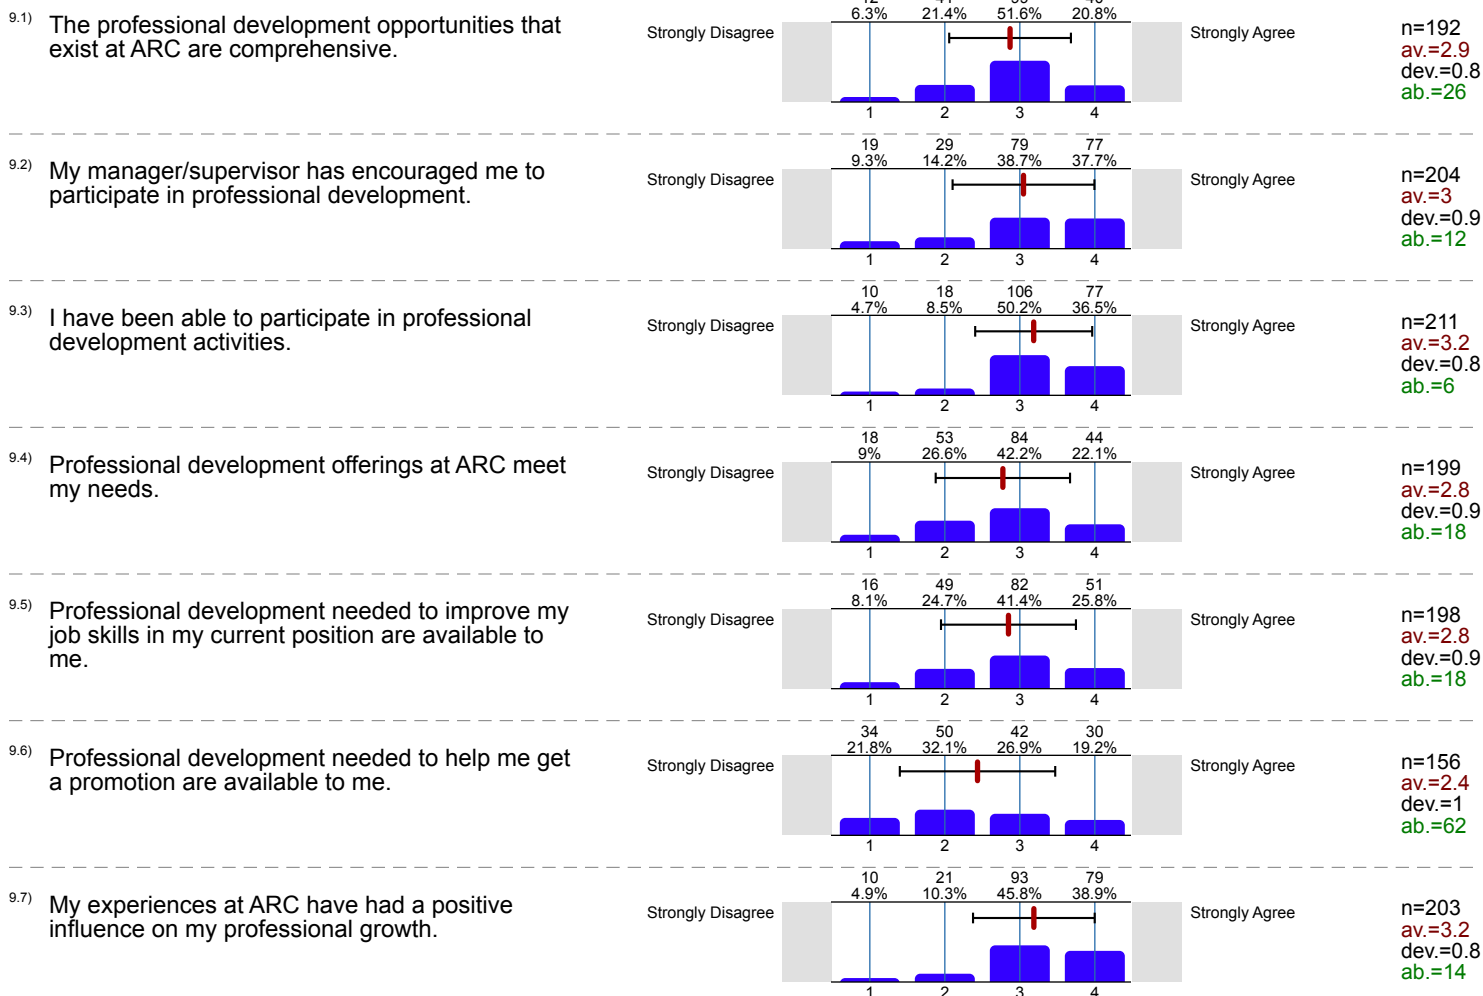 12 41 99 40
9.1) The professional development opportunities that
exist at ARC are comprehensive.
6.3% 21.4% 51.6% 20.8%
Strongly Disagree Strongly Agree
n=192
av.=2.9
dev.=0.8
ab.=26
1 2 3 4
9.2) My manager/supervisor has encouraged me to
participate in professional development.
19 29 79 77
9.3% 14.2% 38.7% 37.7%
Strongly Disagree Strongly Agree
n=204
av.=3
dev.=0.9
ab.=12
1 2 3 4
9.3) I have been able to participate in professional
development activities.
10 18 106 77
4.7% 8.5% 50.2% 36.5%
Strongly Disagree Strongly Agree
n=211
av.=3.2
dev.=0.8
ab.=6
1 2 3 4
9.4) Professional development offerings at ARC meet
my needs.
18 53 84 44
9% 26.6% 42.2% 22.1%
Strongly Disagree Strongly Agree
n=199
av.=2.8
dev.=0.9
ab.=18
1 2 3 4
9.5) Professional development needed to improve my
job skills in my current position are available to
me.
16 49 82 51
8.1% 24.7% 41.4% 25.8%
Strongly Disagree Strongly Agree
n=198
av.=2.8
dev.=0.9
ab.=18
1 2 3 4
9.6) Professional development needed to help me get
a promotion are available to me.
34 50 42 30
21.8% 32.1% 26.9% 19.2%
Strongly Disagree Strongly Agree
n=156
av.=2.4
dev.=1
ab.=62
1 2 3 4
9.7) My experiences at ARC have had a positive
influence on my professional growth.
10 21 93 79
4.9% 10.3% 45.8% 38.9%
Strongly Disagree Strongly Agree
n=203
av.=3.2
dev.=0.8
ab.=14
1 2 3 4